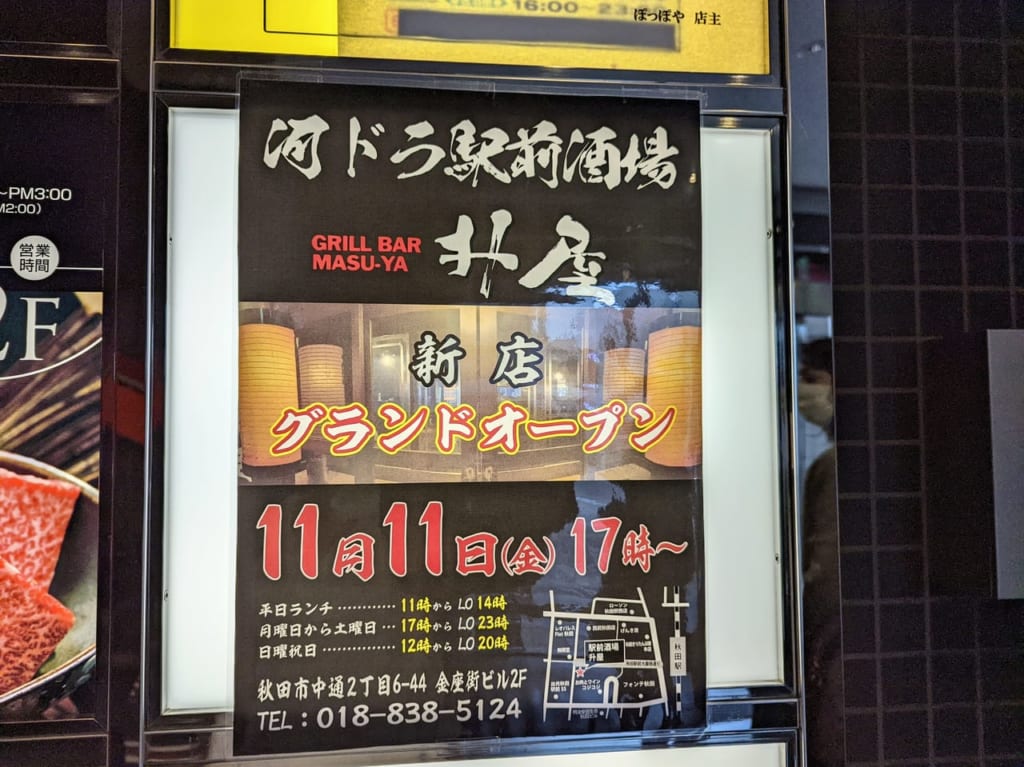 16:00~23
ぽっぽや 店主
~PM3:00
営業
時間
2F
河ドラ駅前酒場
GRILL BAR
MASU-YA
升屋
新店
グランドオープン
11月11日(金) 17時~
平日ランチ ………… 11時から LO 14時
月曜日から土曜日 … 17時から LO 23時
日曜祝日 ………… 12時から LO 20時
秋田市中通2丁目6-44 金座街ビル2F
TEL:018-838-5124
ローソン
駅前酒場
升屋
秋田駅
フォンテ秋田